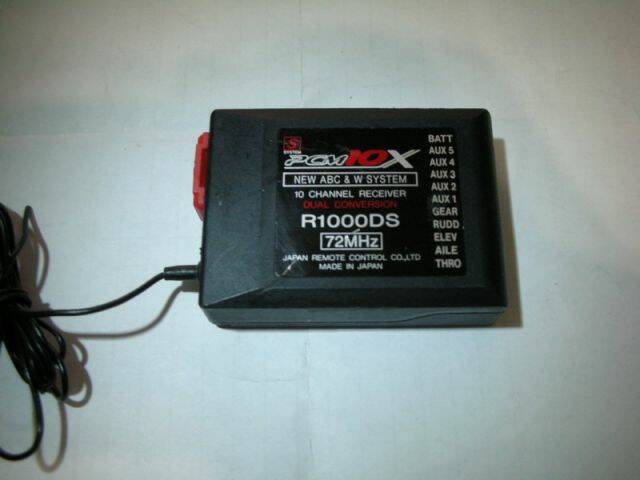 S
SYSTEM
PCM10X
NEW ABC & W SYSTEM
10 CHANNEL RECEIVER
DUAL CONVERSION
R1000DS
72MHz
JAPAN REMOTE CONTROL CO.,LTD
MADE IN JAPAN
BATT
AUX 5
AUX 4
AUX 3
AUX 2
AUX 1
GEAR
RUDD
ELEV
AILE
THRO